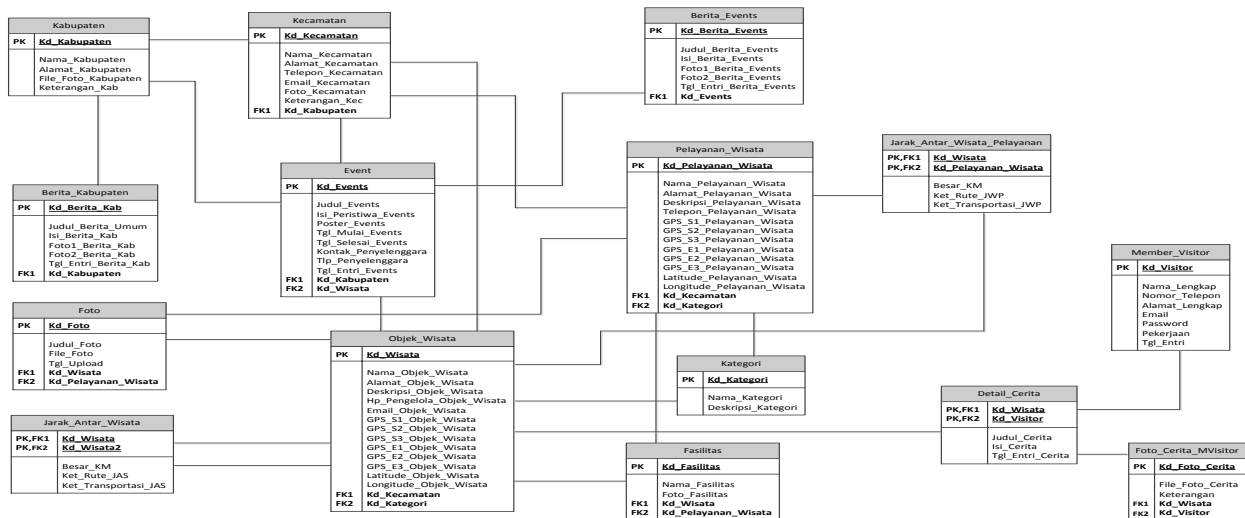 Kabupaten
PK Kd_Kabupaten
Nama_Kabupaten
Alamat_Kabupaten
File_Foto_Kabupaten
Keterangan_Kab
Kecamatan
PK Kd_Kecamatan
Nama_Kecamatan
Alamat_Kecamatan
Telepon_Kecamatan
Email_Kecamatan
Foto_Kecamatan
Keterangan_Kec
FK1 Kd_Kabupaten
Berita_Events
PK Kd_Berita_Events
Judul_Berita_Events
Isi_Berita_Events
Foto1_Berita_Events
Foto2_Berita_Events
Tgl_Entri_Berita_Events
FK1 Kd_Events
Berita_Kabupaten
PK Kd_Berita_Kab
Judul_Berita_Umum
Isi_Berita_Kab
Foto1_Berita_Kab
Foto2_Berita_Kab
Tgl_Entri_Berita_Kab
FK1 Kd_Kabupaten
Event
PK Kd_Events
Judul_Events
Isi_Peristiwa_Events
Poster_Events
Tgl_Mulai_Events
Tgl_Selesai_Events
Kontak_Penyelenggara
Tlp_Penyelenggara
Tgl_Entri_Events
FK1 Kd_Kabupaten
FK2 Kd_Wisata
Pelayanan_Wisata
PK Kd_Pelayanan_Wisata
Nama_Pelayanan_Wisata
Alamat_Pelayanan_Wisata
Deskripsi_Pelayanan_Wisata
Telepon_Pelayanan_Wisata
GPS_S1_Pelayanan_Wisata
GPS_S2_Pelayanan_Wisata
GPS_S3_Pelayanan_Wisata
GPS_E1_Pelayanan_Wisata
GPS_E2_Pelayanan_Wisata
GPS_E3_Pelayanan_Wisata
Latitude_Pelayanan_Wisata
Longitude_Pelayanan_Wisata
FK1 Kd_Kecamatan
FK2 Kd_Kategori
Jarak_Antar_Wisata_Pelayanan
PK,FK1 Kd_Wisata
PK,FK2 Kd_Pelayanan_Wisata
Besar_KM
Ket_Rute_JWP
Ket_Transportasi_JWP
Member_Visitor
PK Kd_Visitor
Nama_Lengkap
Nomor_Telepon
Alamat_Lengkap
Email
Password
Pekerjaan
Tgl_Entri
Foto
PK Kd_Foto
Judul_Foto
File_Foto
Tgl_Upload
FK1 Kd_Wisata
FK2 Kd_Pelayanan_Wisata
Objek_Wisata
PK Kd_Wisata
Nama_Objek_Wisata
Alamat_Objek_Wisata
Deskripsi_Objek_Wisata
Hp_Pengelola_Objek_Wisata
Email_Objek_Wisata
GPS_S1_Objek_Wisata
GPS_S2_Objek_Wisata
GPS_S3_Objek_Wisata
GPS_E1_Objek_Wisata
GPS_E2_Objek_Wisata
GPS_E3_Objek_Wisata
Latitude_Objek_Wisata
Longitude_Objek_Wisata
FK1 Kd_Kecamatan
FK2 Kd_Kategori
Kategori
PK Kd_Kategori
Nama_Kategori
Deskripsi_Kategori
Detail_Cerita
PK,FK1 Kd_Wisata
PK,FK2 Kd_Visitor
Judul_Cerita
Isi_Cerita
Tgl_Entri_Cerita
Jarak_Antar_Wisata
PK,FK1 Kd_Wisata
PK,FK2 Kd_Wisata2
Besar_KM
Ket_Rute_JAS
Ket_Transportasi_JAS
Fasilitas
PK Kd_Fasilitas
Nama_Fasilitas
Foto_Fasilitas
FK1 Kd_Wisata
FK2 Kd_Pelayanan_Wisata
Foto_Cerita_MVisitor
PK Kd_Foto_Cerita
File_Foto_Cerita
Keterangan
FK1 Kd_Wisata
FK2 Kd_Visitor